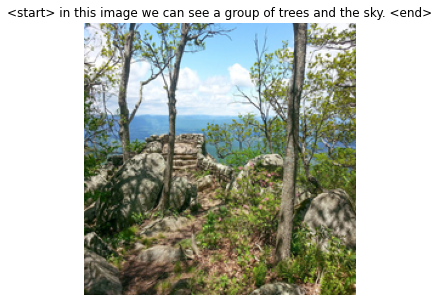 <start> in this image we can see a group of trees and the sky. <end>